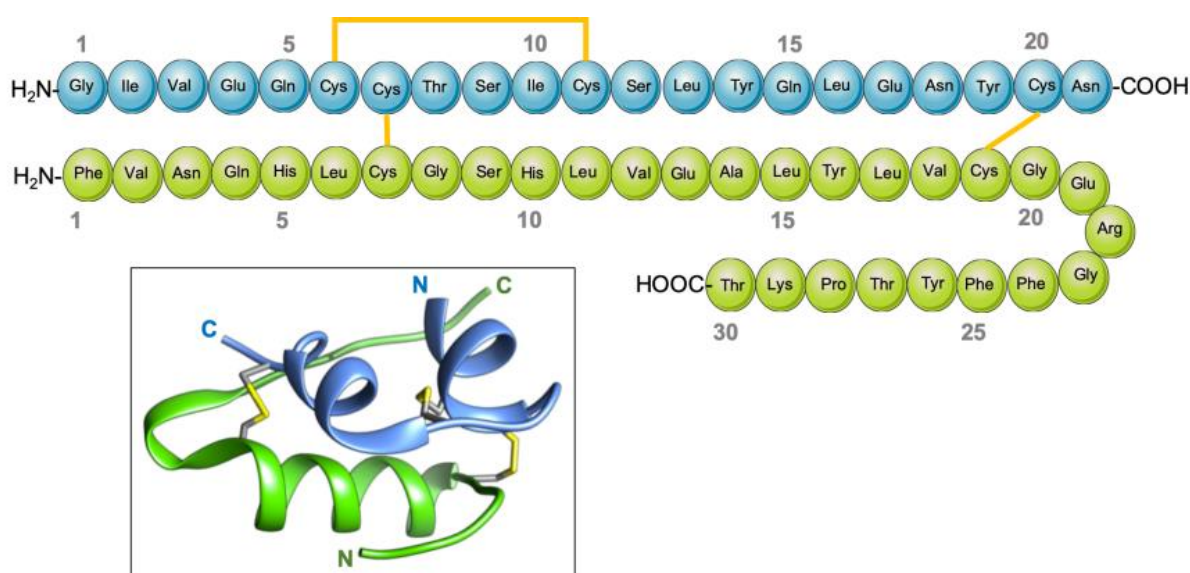 1 5 10 15 20
H₂N- Gly Ile Val Glu Gln Cys Cys Thr Ser Ile Cys Ser Leu Tyr Gln Leu Glu Asn Tyr Cys Asn -COOH
H₂N- Phe Val Asn Gln His Leu Cys Gly Ser His Leu Val Glu Ala Leu Tyr Leu Val Cys Gly Glu
1 5 10 15 20
Arg
HOOC- Thr Lys Pro Thr Tyr Phe Phe Gly
30 25
N C
C
N